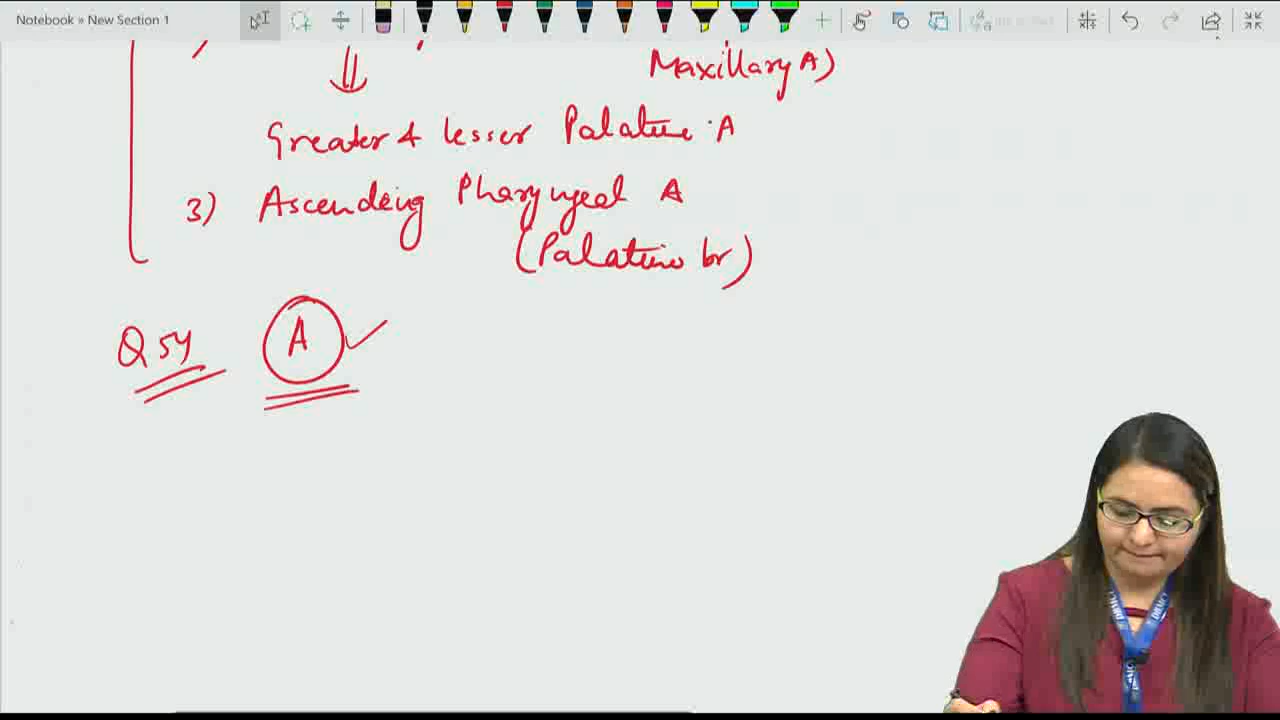 Notebook » New Section 1
Maxillary A)
Greater & lesser Palatine A
3) Ascending Pharyngeal A
(Palatine br)
Q 54 A